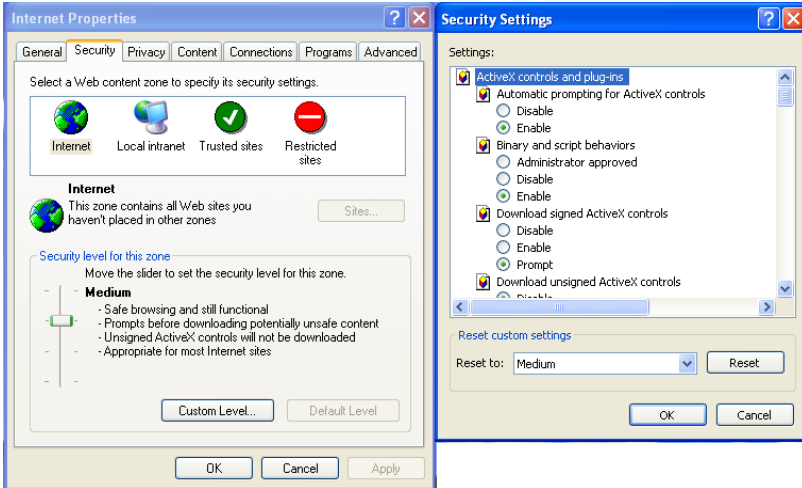 Internet Properties
General Security Privacy Content Connections Programs Advanced
Select a Web content zone to specify its security settings.
Internet Local intranet Trusted sites Restricted
sites
Internet
This zone contains all Web sites you
haven't placed in other zones
Sites...
Security level for this zone
Move the slider to set the security level for this zone.
Medium
- Safe browsing and still functional
- Prompts before downloading potentially unsafe content
- Unsigned ActiveX controls will not be downloaded
- Appropriate for most Internet sites
Custom Level... Default Level
OK Cancel Apply
Security Settings
Settings:
ActiveX controls and plug-ins
Automatic prompting for ActiveX controls
Disable
Enable
Binary and script behaviors
Administrator approved
Disable
Enable
Download signed ActiveX controls
Disable
Enable
Prompt
Download unsigned ActiveX controls
Disable
Reset custom settings
Reset to: Medium Reset
OK Cancel